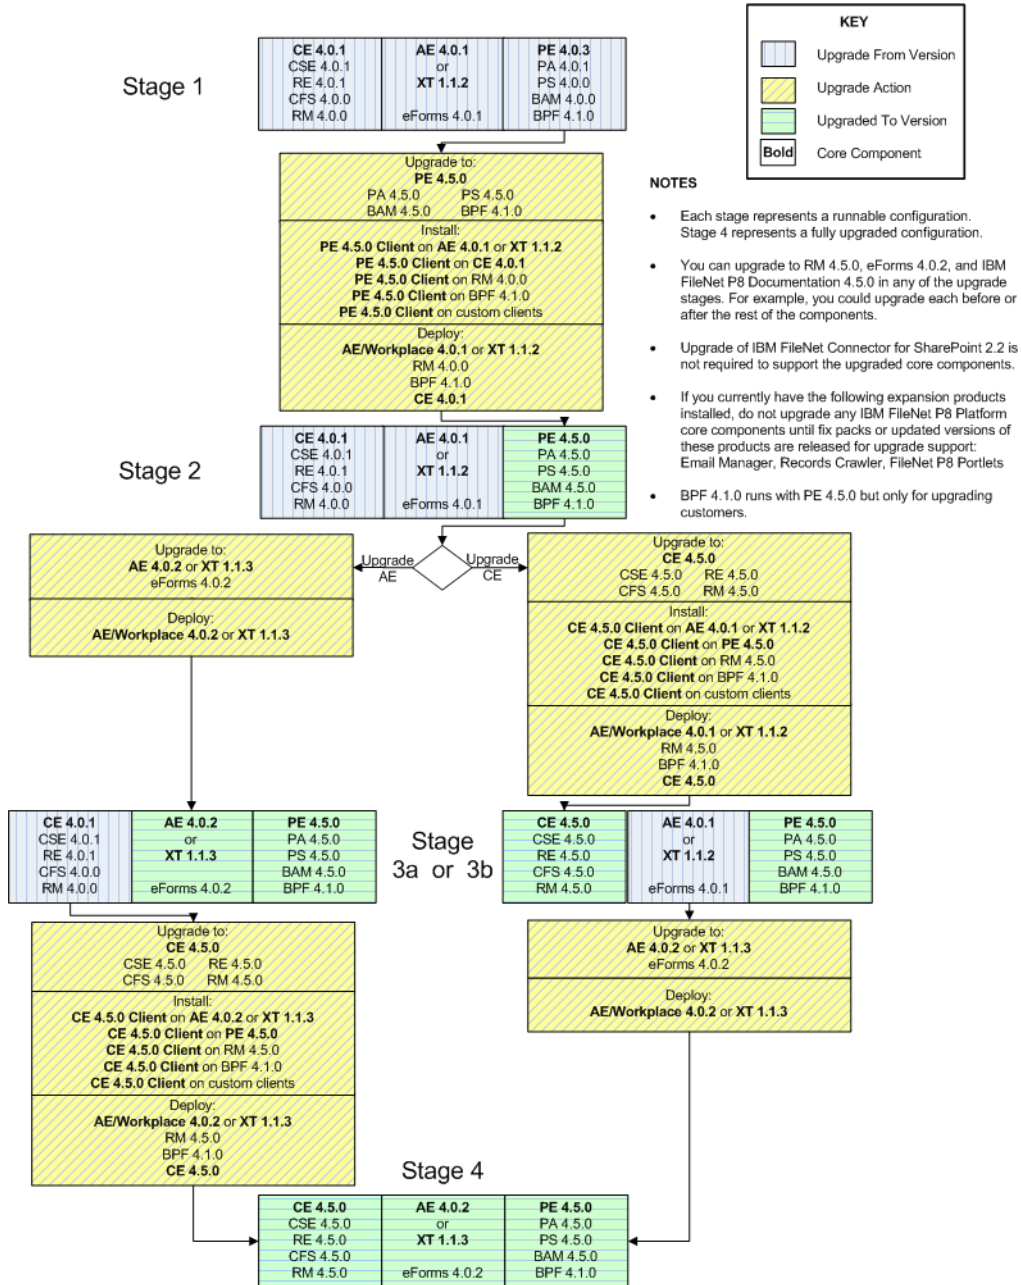 KEY
Upgrade From Version
Upgrade Action
Upgraded To Version
Bold Core Component
Stage 1
CE 4.0.1
CSE 4.0.1
RE 4.0.1
CFS 4.0.0
RM 4.0.0
AE 4.0.1
or
XT 1.1.2
eForms 4.0.1
PE 4.0.3
PA 4.0.1
PS 4.0.0
BAM 4.0.0
BPF 4.1.0
Upgrade to:
PE 4.5.0
PA 4.5.0 PS 4.5.0
BAM 4.5.0 BPF 4.1.0
Install:
PE 4.5.0 Client on AE 4.0.1 or XT 1.1.2
PE 4.5.0 Client on CE 4.0.1
PE 4.5.0 Client on RM 4.0.0
PE 4.5.0 Client on BPF 4.1.0
PE 4.5.0 Client on custom clients
Deploy:
AE/Workplace 4.0.1 or XT 1.1.2
RM 4.0.0
BPF 4.1.0
CE 4.0.1
NOTES
• Each stage represents a runnable configuration.
Stage 4 represents a fully upgraded configuration.
• You can upgrade to RM 4.5.0, eForms 4.0.2, and IBM
FileNet P8 Documentation 4.5.0 in any of the upgrade
stages. For example, you could upgrade each before or
after the rest of the components.
• Upgrade of IBM FileNet Connector for SharePoint 2.2 is
not required to support the upgraded core components.
• If you currently have the following expansion products
installed, do not upgrade any IBM FileNet P8 Platform
core components until fix packs or updated versions of
these products are released for upgrade support:
Email Manager, Records Crawler, FileNet P8 Portlets
• BPF 4.1.0 runs with PE 4.5.0 but only for upgrading
customers.
Stage 2
CE 4.0.1
CSE 4.0.1
RE 4.0.1
CFS 4.0.0
RM 4.0.0
AE 4.0.1
or
XT 1.1.2
eForms 4.0.1
PE 4.5.0
PA 4.5.0
PS 4.5.0
BAM 4.5.0
BPF 4.1.0
Upgrade
AE
Upgrade
CE
Upgrade to:
AE 4.0.2 or XT 1.1.3
eForms 4.0.2
Deploy:
AE/Workplace 4.0.2 or XT 1.1.3
Upgrade to:
CE 4.5.0
CSE 4.5.0 RE 4.5.0
CFS 4.5.0 RM 4.5.0
Install:
CE 4.5.0 Client on AE 4.0.1 or XT 1.1.2
CE 4.5.0 Client on PE 4.5.0
CE 4.5.0 Client on RM 4.5.0
CE 4.5.0 Client on BPF 4.1.0
CE 4.5.0 Client on custom clients
Deploy:
AE/Workplace 4.0.1 or XT 1.1.2
RM 4.5.0
BPF 4.1.0
CE 4.5.0
CE 4.0.1
CSE 4.0.1
RE 4.0.1
CFS 4.0.0
RM 4.0.0
AE 4.0.2
or
XT 1.1.3
eForms 4.0.2
PE 4.5.0
PA 4.5.0
PS 4.5.0
BAM 4.5.0
BPF 4.1.0
Stage
3a or 3b
CE 4.5.0
CSE 4.5.0
RE 4.5.0
CFS 4.5.0
RM 4.5.0
AE 4.0.1
or
XT 1.1.2
eForms 4.0.1
PE 4.5.0
PA 4.5.0
PS 4.5.0
BAM 4.5.0
BPF 4.1.0
Upgrade to:
CE 4.5.0
CSE 4.5.0 RE 4.5.0
CFS 4.5.0 RM 4.5.0
Install:
CE 4.5.0 Client on AE 4.0.2 or XT 1.1.3
CE 4.5.0 Client on PE 4.5.0
CE 4.5.0 Client on RM 4.5.0
CE 4.5.0 Client on BPF 4.1.0
CE 4.5.0 Client on custom clients
Deploy:
AE/Workplace 4.0.2 or XT 1.1.3
RM 4.5.0
BPF 4.1.0
CE 4.5.0
Upgrade to:
AE 4.0.2 or XT 1.1.3
eForms 4.0.2
Deploy:
AE/Workplace 4.0.2 or XT 1.1.3
Stage 4
CE 4.5.0
CSE 4.5.0
RE 4.5.0
CFS 4.5.0
RM 4.5.0
AE 4.0.2
or
XT 1.1.3
eForms 4.0.2
PE 4.5.0
PA 4.5.0
PS 4.5.0
BAM 4.5.0
BPF 4.1.0